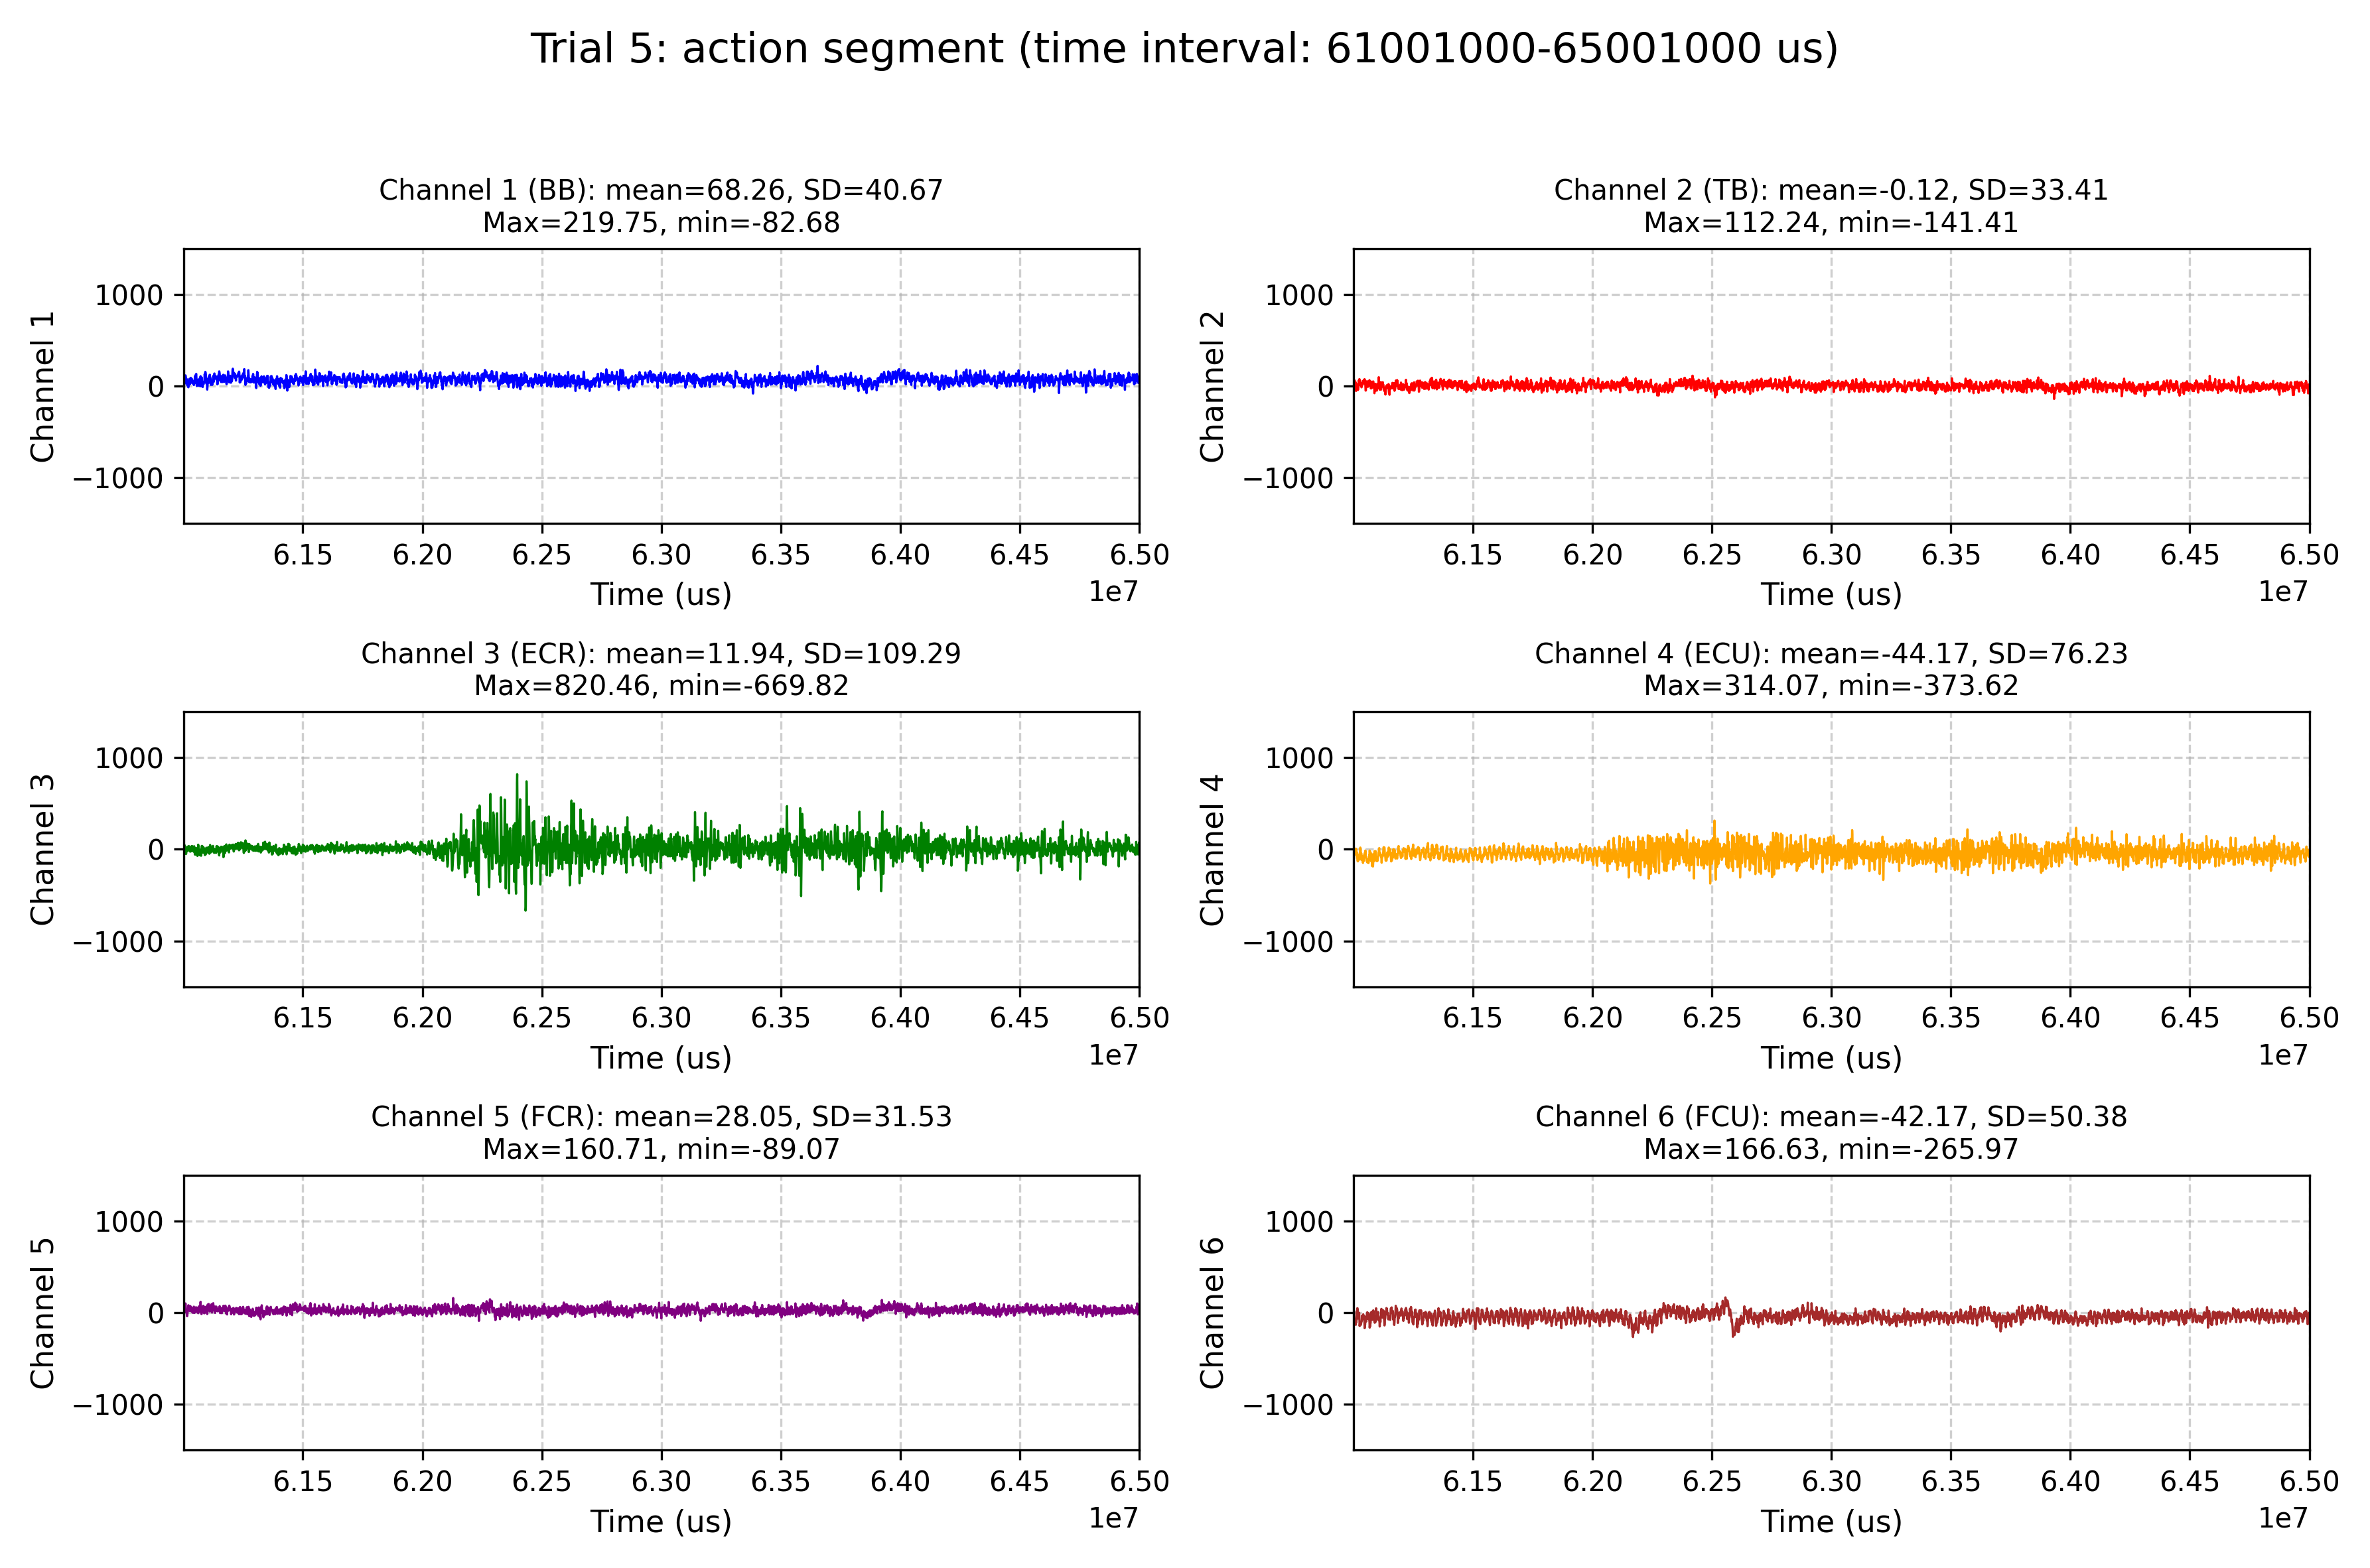 Trial 5: action segment (time interval: 61001000-65001000 us)
Channel 1 (BB): mean=68.26, SD=40.67
Max=219.75, min=-82.68
Channel 1
1000
0
−1000
6.15 6.20 6.25 6.30 6.35 6.40 6.45 6.50
Time (us)
1e7
Channel 2 (TB): mean=-0.12, SD=33.41
Max=112.24, min=-141.41
Channel 2
1000
0
−1000
6.15 6.20 6.25 6.30 6.35 6.40 6.45 6.50
Time (us)
1e7
Channel 3 (ECR): mean=11.94, SD=109.29
Max=820.46, min=-669.82
Channel 3
1000
0
−1000
6.15 6.20 6.25 6.30 6.35 6.40 6.45 6.50
Time (us)
1e7
Channel 4 (ECU): mean=-44.17, SD=76.23
Max=314.07, min=-373.62
Channel 4
1000
0
−1000
6.15 6.20 6.25 6.30 6.35 6.40 6.45 6.50
Time (us)
1e7
Channel 5 (FCR): mean=28.05, SD=31.53
Max=160.71, min=-89.07
Channel 5
1000
0
−1000
6.15 6.20 6.25 6.30 6.35 6.40 6.45 6.50
Time (us)
1e7
Channel 6 (FCU): mean=-42.17, SD=50.38
Max=166.63, min=-265.97
Channel 6
1000
0
−1000
6.15 6.20 6.25 6.30 6.35 6.40 6.45 6.50
Time (us)
1e7